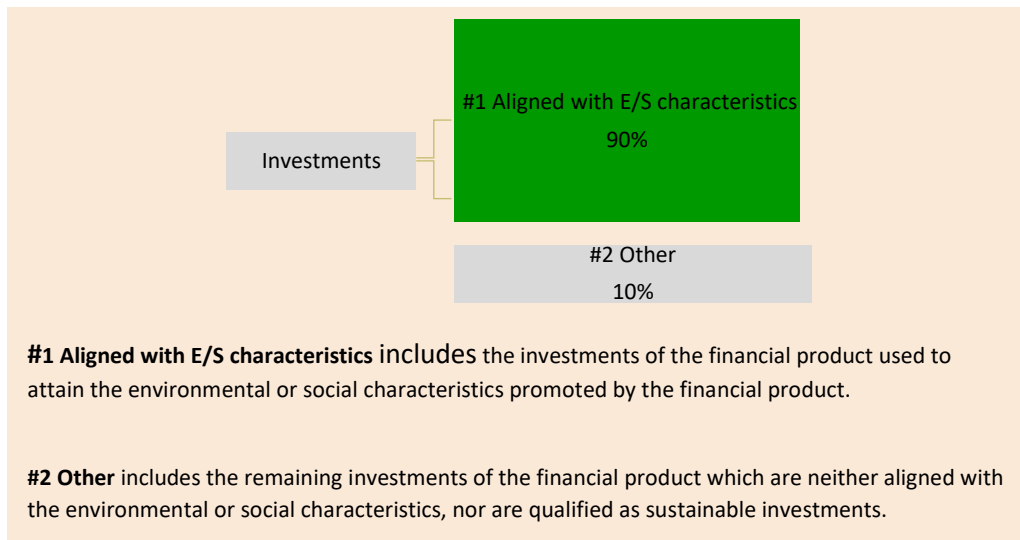 #1 Aligned with E/S characteristics
90%
Investments
#2 Other
10%
#1 Aligned with E/S characteristics includes the investments of the financial product used to
attain the environmental or social characteristics promoted by the financial product.
#2 Other includes the remaining investments of the financial product which are neither aligned with
the environmental or social characteristics, nor are qualified as sustainable investments.